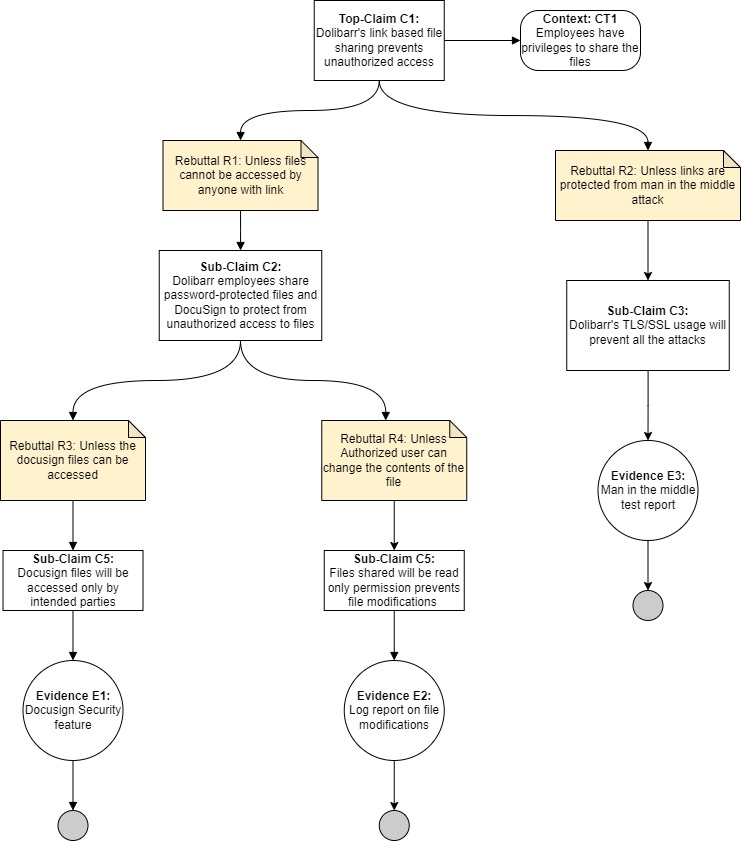 Top-Claim C1:
Dolibarr's link based file
sharing prevents
unauthorized access
Context: CT1
Employees have
privileges to share the
files
Rebuttal R1: Unless files
cannot be accessed by
anyone with link
Rebuttal R2: Unless links are
protected from man in the middle
attack
Sub-Claim C2:
Dolibarr employees share
password-protected files and
DocuSign to protect from
unauthorized access to files
Sub-Claim C3:
Dolibarr's TLS/SSL usage will
prevent all the attacks
Rebuttal R3: Unless the
docusign files can be
accessed
Rebuttal R4: Unless
Authorized user can
change the contents of the
file
Evidence E3:
Man in the middle
test report
Sub-Claim C5:
Docusign files will be
accessed only by
intended parties
Sub-Claim C5:
Files shared will be read
only permission prevents
file modifications
Evidence E1:
Docusign Security
feature
Evidence E2:
Log report on file
modifications